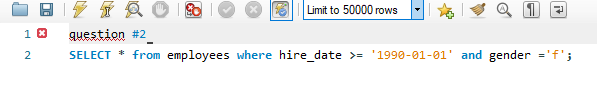 Limit to 50000 rows
1 question #2
2 SELECT * from employees where hire_date >= '1990-01-01' and gender ='f';